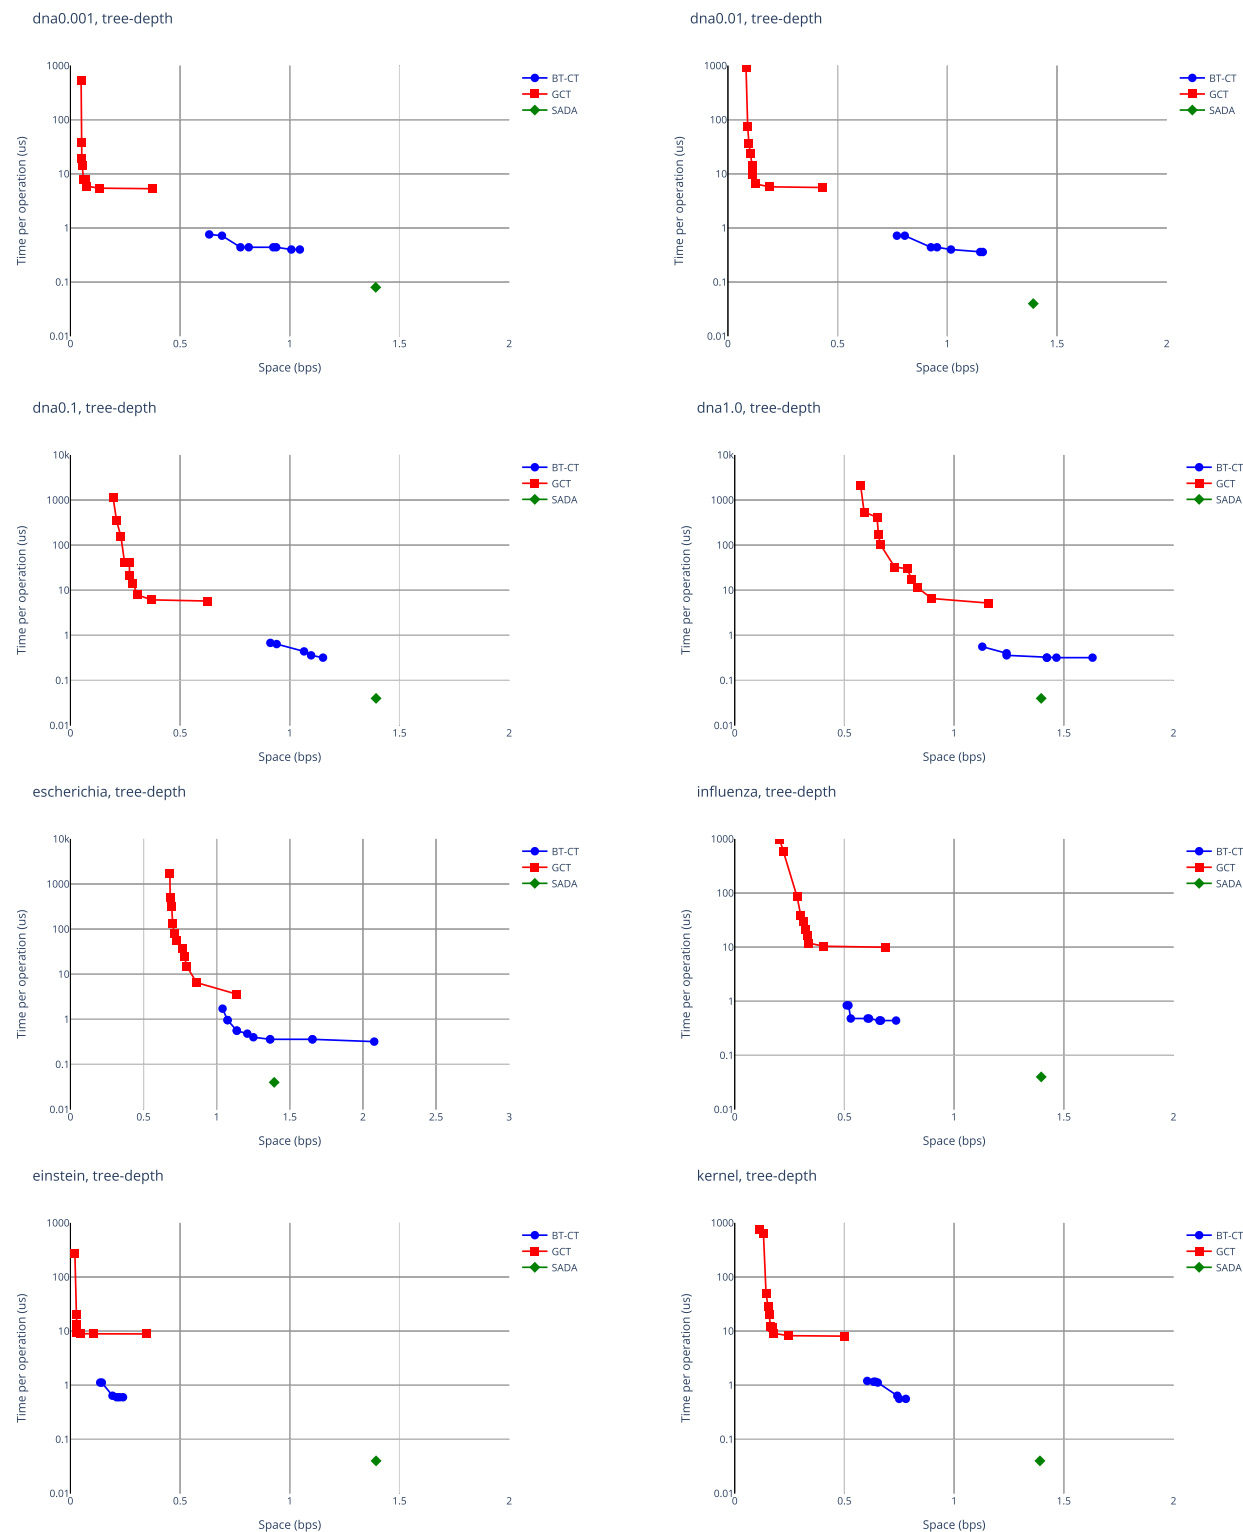 dna0.001, tree-depth
1000
100
10
1
0.1
0.01
0
0.5
1
1.5
2
Time per operation (us)
Space (bps)
BT-CT
GCT
SADA
dna0.01, tree-depth
1000
100
10
1
0.1
0.01
0
0.5
1
1.5
2
Time per operation (us)
Space (bps)
BT-CT
GCT
SADA
dna0.1, tree-depth
10k
1000
100
10
1
0.1
0.01
0
0.5
1
1.5
2
Time per operation (us)
Space (bps)
BT-CT
GCT
SADA
dna1.0, tree-depth
10k
1000
100
10
1
0.1
0.01
0
0.5
1
1.5
2
Time per operation (us)
Space (bps)
BT-CT
GCT
SADA
escherichia, tree-depth
10k
1000
100
10
1
0.1
0.01
0
0.5
1
1.5
2
2.5
3
Time per operation (us)
Space (bps)
BT-CT
GCT
SADA
influenza, tree-depth
1000
100
10
1
0.1
0.01
0
0.5
1
1.5
2
Time per operation (us)
Space (bps)
BT-CT
GCT
SADA
einstein, tree-depth
1000
100
10
1
0.1
0.01
0
0.5
1
1.5
2
Time per operation (us)
Space (bps)
BT-CT
GCT
SADA
kernel, tree-depth
1000
100
10
1
0.1
0.01
0
0.5
1
1.5
2
Time per operation (us)
Space (bps)
BT-CT
GCT
SADA